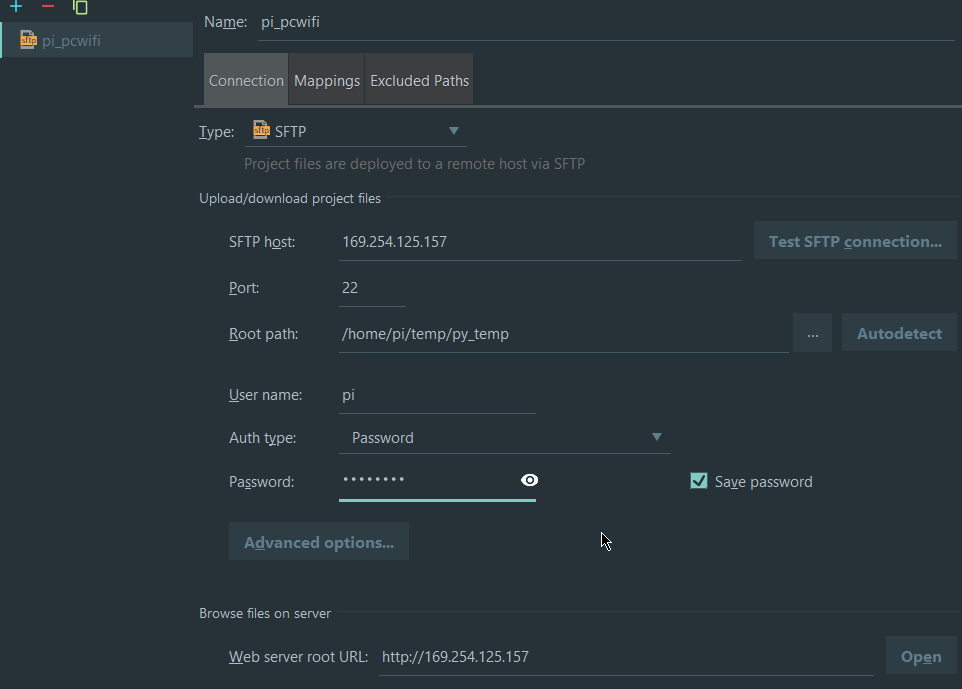 Name: pi_pcwifi
sftp pi_pcwifi
Connection Mappings Excluded Paths
Type: sftp SFTP
Project files are deployed to a remote host via SFTP
Upload/download project files
SFTP host: 169.254.125.157 Test SFTP connection...
Port: 22
Root path: /home/pi/temp/py_temp ... Autodetect
User name: pi
Auth type: Password
Password: •••••••• Save password
Advanced options...
Browse files on server
Web server root URL: http://169.254.125.157 Open